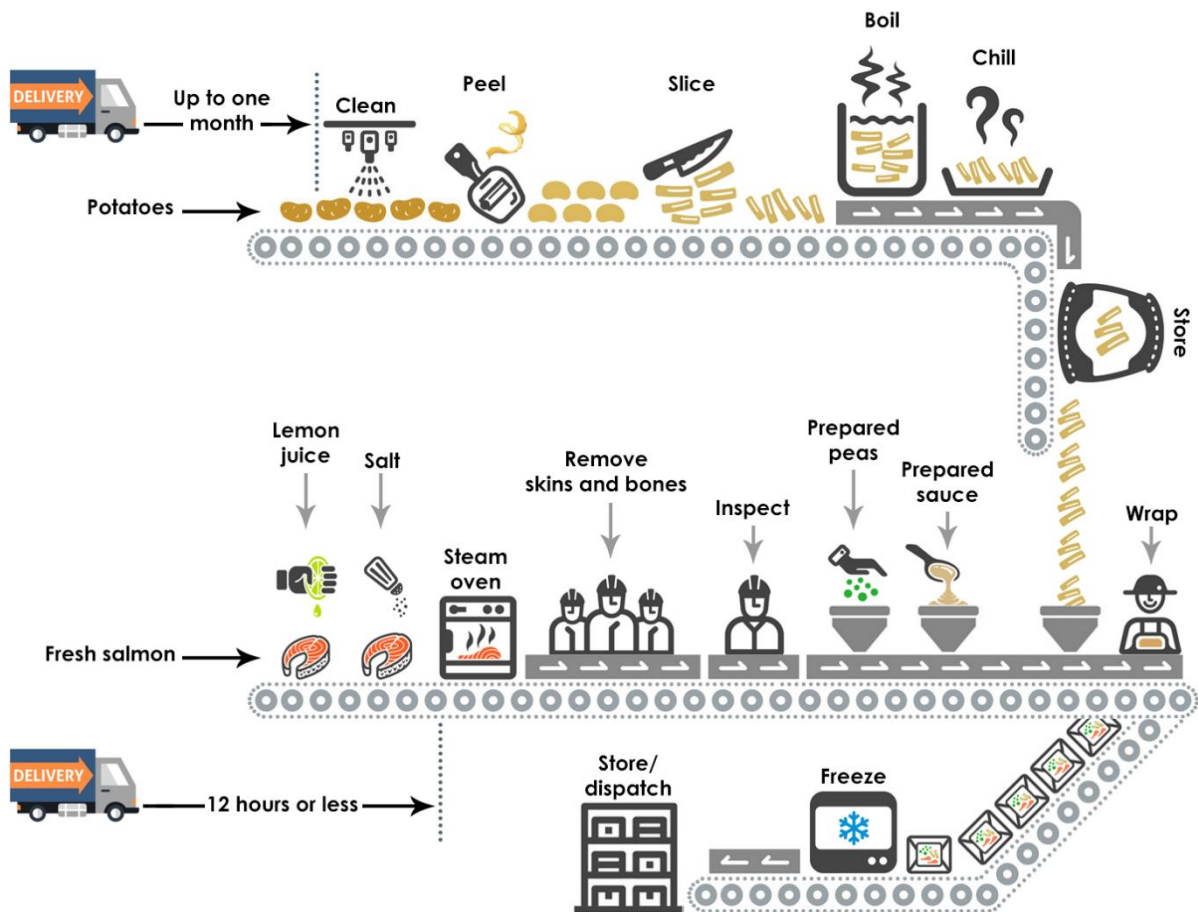 Boil
Chill
Peel
Slice
DELIVERY
Up to one
month
Clean
Potatoes
Store
Lemon
juice
Salt
Steam
oven
Remove
skins and bones
Inspect
Prepared
peas
Prepared
sauce
Wrap
Fresh salmon
DELIVERY
12 hours or less
Store/
dispatch
Freeze